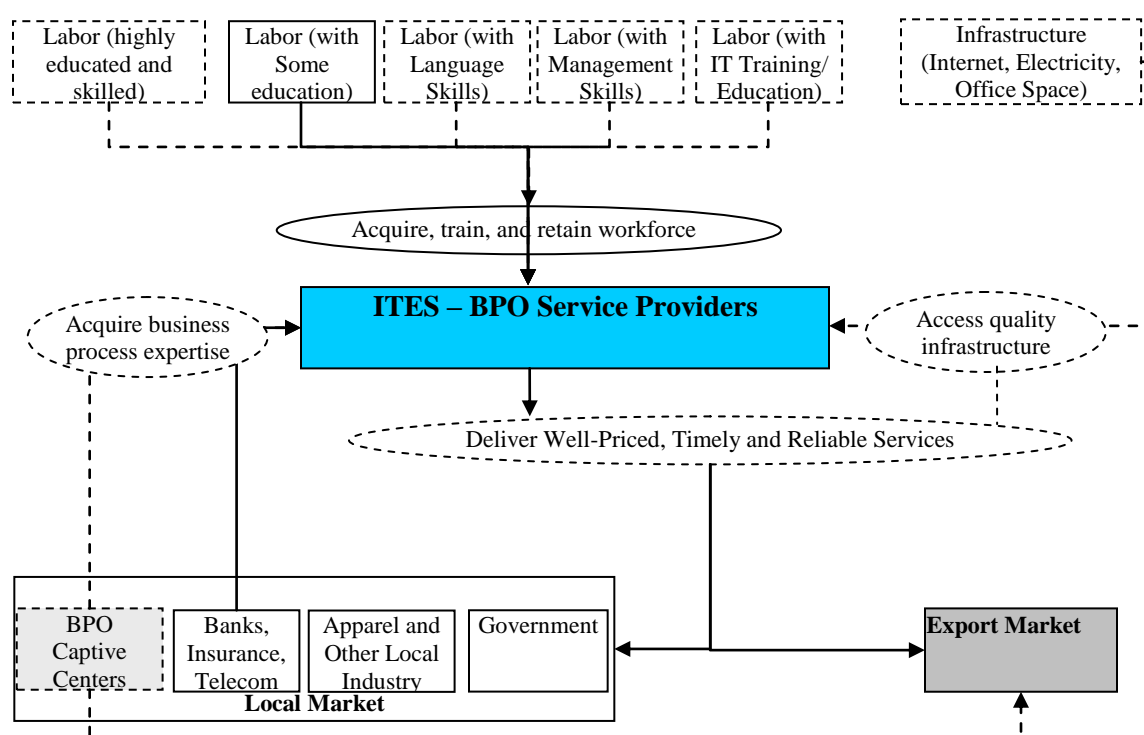 Labor (highly
educated and
skilled)
Labor (with
Some
education)
Labor (with
Language
Skills)
Labor (with
Management
Skills)
Labor (with
IT Training/
Education)
Infrastructure
(Internet, Electricity,
Office Space)
Acquire, train, and retain workforce
ITES – BPO Service Providers
Acquire business
process expertise
Access quality
infrastructure
Deliver Well-Priced, Timely and Reliable Services
BPO
Captive
Centers
Banks,
Insurance,
Telecom
Apparel and
Other Local
Industry
Government
Local Market
Export Market